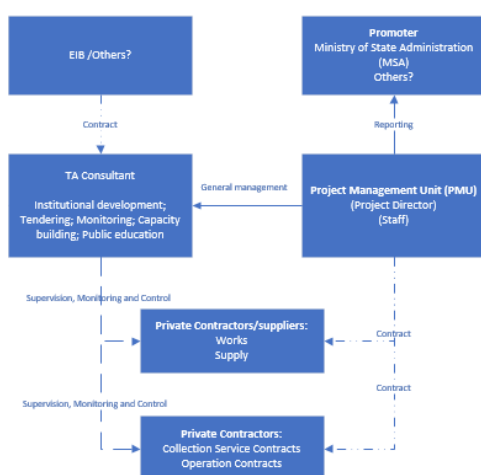 EIB /Others?
Promoter
Ministry of State Administration
(MSA)
Others?
Contract
Reporting
TA Consultant
Institutional development;
Tendering; Monitoring; Capacity
building; Public education
General management
Project Management Unit (PMU)
(Project Director)
(Staff)
Supervision, Monitoring and Control
Private Contractors/suppliers:
Works
Supply
Contract
Contract
Supervision, Monitoring and Control
Private Contractors:
Collection Service Contracts
Operation Contracts